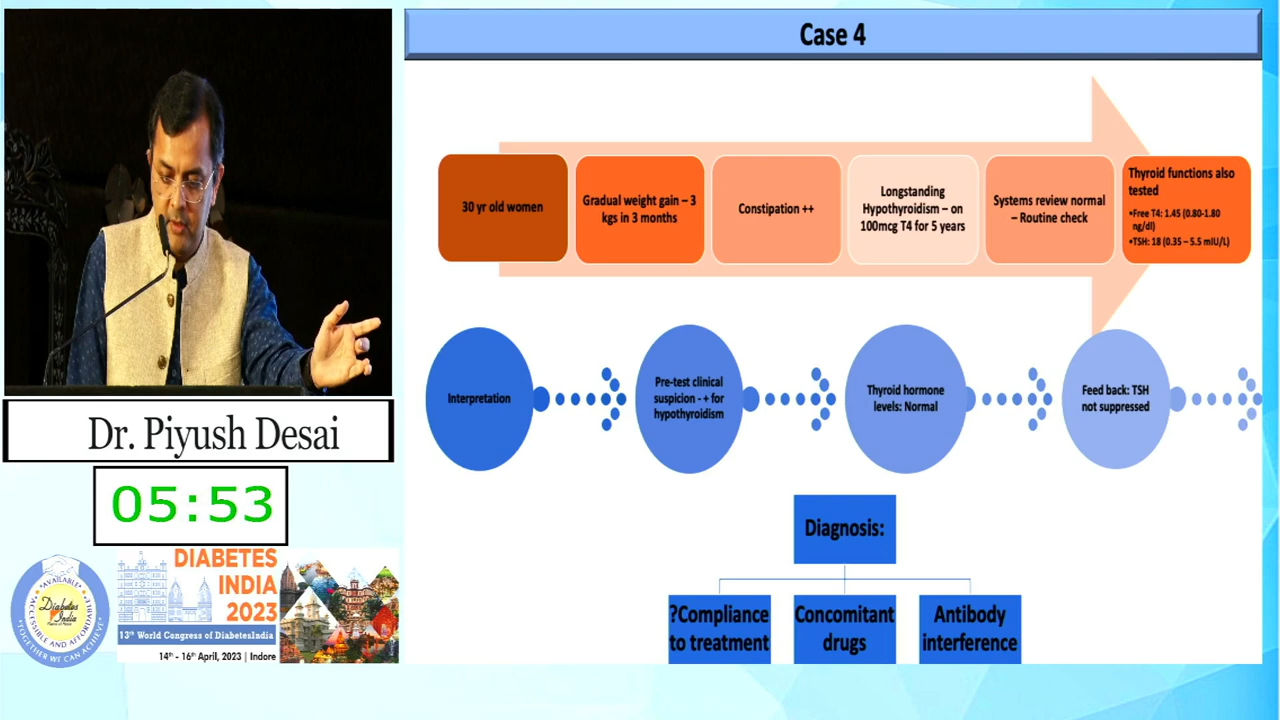 Case 4
30 yr old women
Gradual weight gain – 3
kgs in 3 months
Constipation ++
Longstanding
Hypothyroidism – on
100mcg T4 for 5 years
Systems review normal
– Routine check
Thyroid functions also
tested
•Free T4: 1.45 (0.80-1.80
ng/dl)
•TSH: 18 (0.35 – 5.5 mIU/L)
Interpretation
Pre-test clinical
suspicion - + for
hypothyroidism
Thyroid hormone
levels: Normal
Feed back: TSH
not suppressed
Diagnosis:
?Compliance
to treatment
Concomitant
drugs
Antibody
interference
Dr. Piyush Desai
05:53
AVAILABLE
ACCESSIBLE AND AFFORDABLE
Diabetes
India
TOGETHER WE CAN ACHIEVE
DIABETES
INDIA
2023
13th World Congress of DiabetesIndia
14th - 16th April, 2023 | Indore